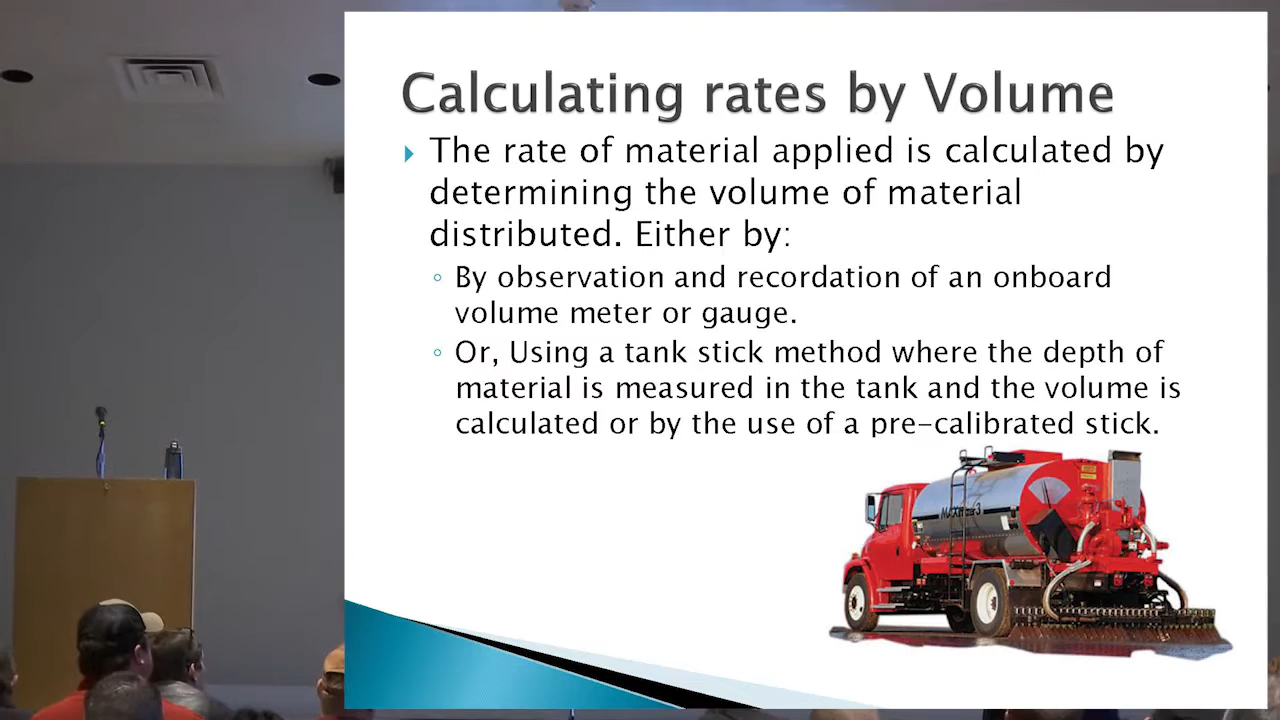 Calculating rates by Volume
The rate of material applied is calculated by
determining the volume of material
distributed. Either by:
By observation and recordation of an onboard
volume meter or gauge.
Or, Using a tank stick method where the depth of
material is measured in the tank and the volume is
calculated or by the use of a pre-calibrated stick.